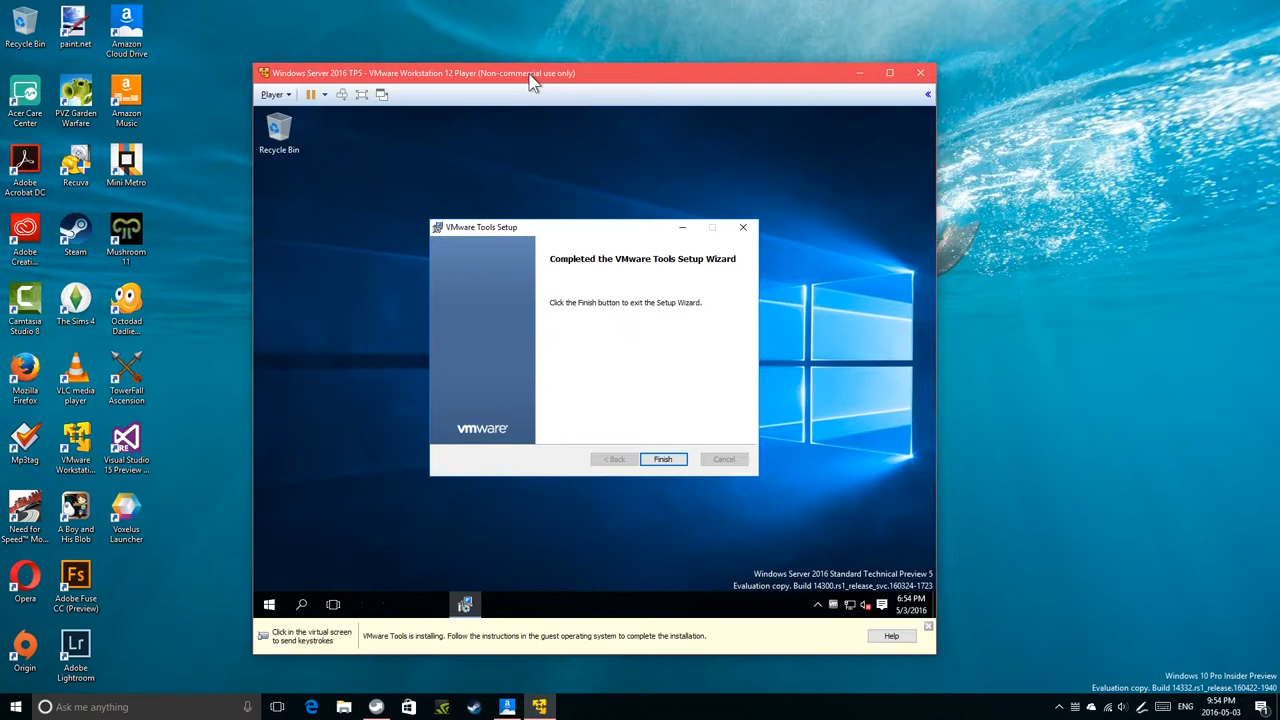 Recycle Bin
paint.net
Amazon
Cloud Drive
Acer Care
Center
PVZ Garden
Warfare
Amazon
Music
Adobe
Acrobat DC
Recuva
Mini Metro
Adobe
Creati...
Steam
Mushroom
11
Camtasia
Studio 8
The Sims 4
Octodad
Dadlie...
Mozilla
Firefox
VLC media
player
TowerFall
Ascension
Mp3tag
VMware
Workstati...
Visual Studio
15 Preview ...
Need for
Speed™ Mo...
A Boy and
His Blob
Voxelus
Launcher
Opera
Adobe Fuse
CC (Preview)
Origin
Adobe
Lightroom
Windows Server 2016 TP5 - VMware Workstation 12 Player (Non-commercial use only)
Player
Recycle Bin
VMware Tools Setup
Completed the VMware Tools Setup Wizard
Click the Finish button to exit the Setup Wizard.
vmware
< Back
Finish
Cancel
Windows Server 2016 Standard Technical Preview 5
Evaluation copy. Build 14300.rs1_release_svc.160324-1723
6:54 PM
5/3/2016
Click in the virtual screen
to send keystrokes
VMware Tools is installing. Follow the instructions in the guest operating system to complete the installation.
Help
Windows 10 Pro Insider Preview
Evaluation copy. Build 14332.rs1_release.160422-1940
Ask me anything
ENG
9:54 PM
2016-05-03